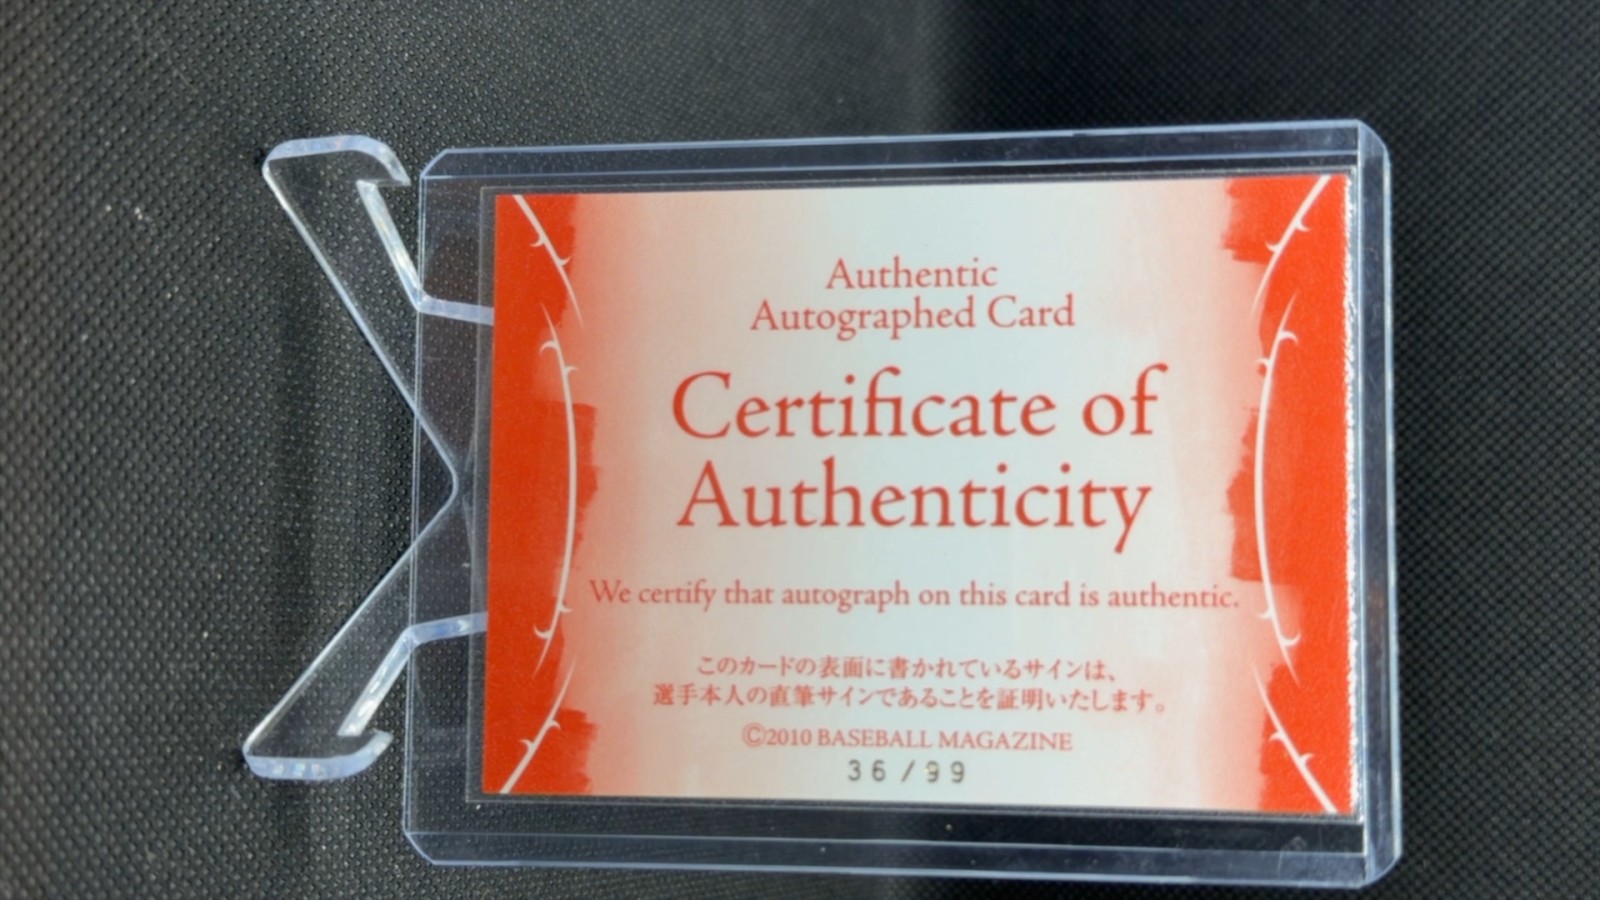 Authentic
Autographed Card
Certificate of
Authenticity
We certify that autograph on this card is authentic.
このカードの表面に書かれているサインは、
選手本人の直筆サインであることを証明いたします。
©2010 BASEBALL MAGAZINE
36/99